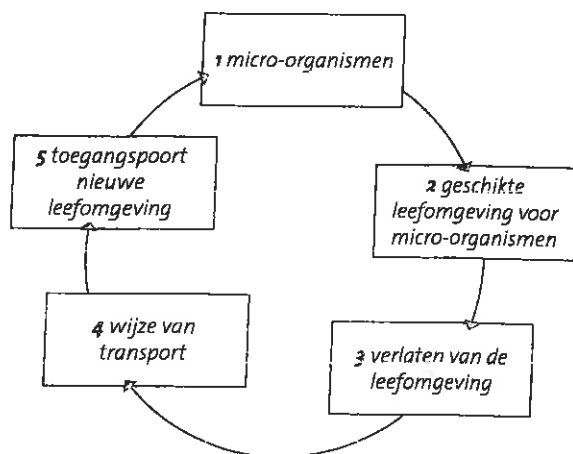 1 micro-organismen
2 geschikte
leefomgeving voor
micro-organismen
3 verlaten van de
leefomgeving
4 wijze van
transport
5 toegangspoort
nieuwe
leefomgeving